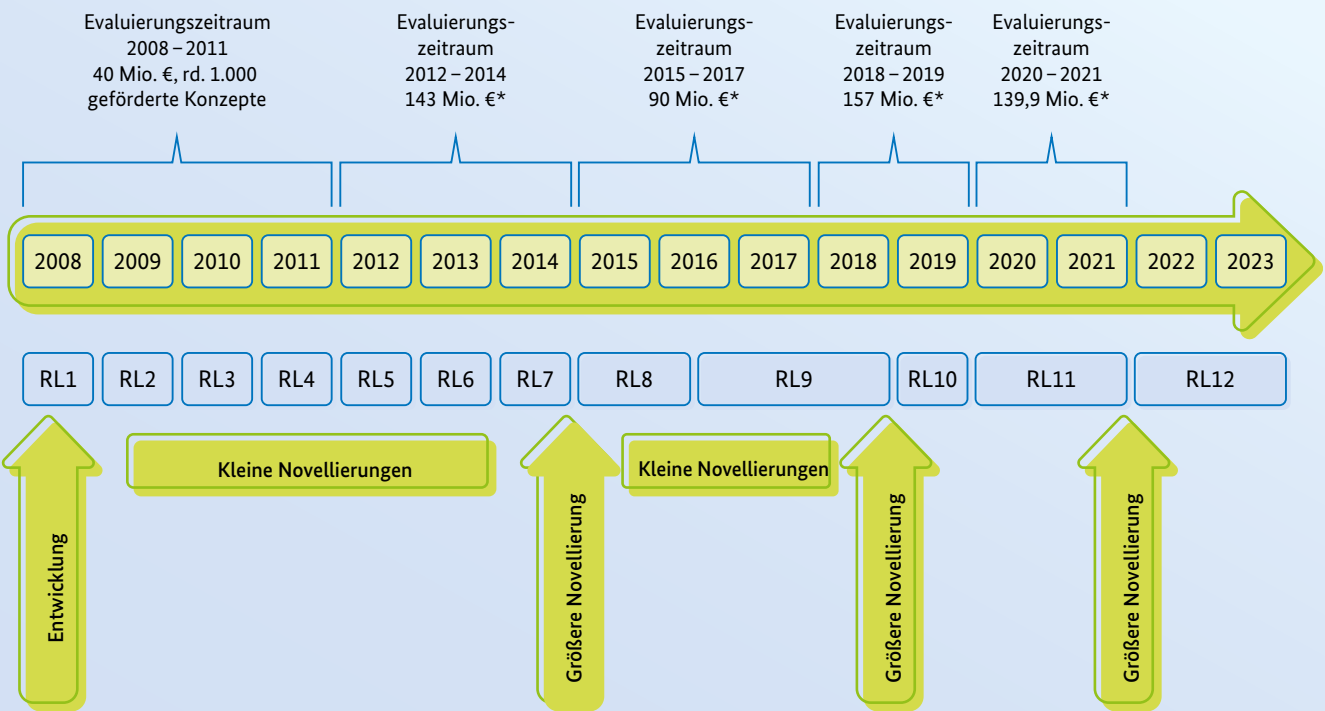 Evaluierungszeitraum
2008 – 2011
40 Mio. €, rd. 1.000
geförderte Konzepte
Evaluierungs-
zeitraum
2012 – 2014
143 Mio. €*
Evaluierungs-
zeitraum
2015 – 2017
90 Mio. €*
Evaluierungs-
zeitraum
2018 – 2019
157 Mio. €*
Evaluierungs-
zeitraum
2020 – 2021
139,9 Mio. €*
2008 2009 2010 2011 2012 2013 2014 2015 2016 2017 2018 2019 2020 2021 2022 2023
RL1 RL2 RL3 RL4 RL5 RL6 RL7 RL8 RL9 RL10 RL11 RL12
Entwicklung
Kleine Novellierungen
Größere Novellierung
Kleine Novellierungen
Größere Novellierung
Größere Novellierung